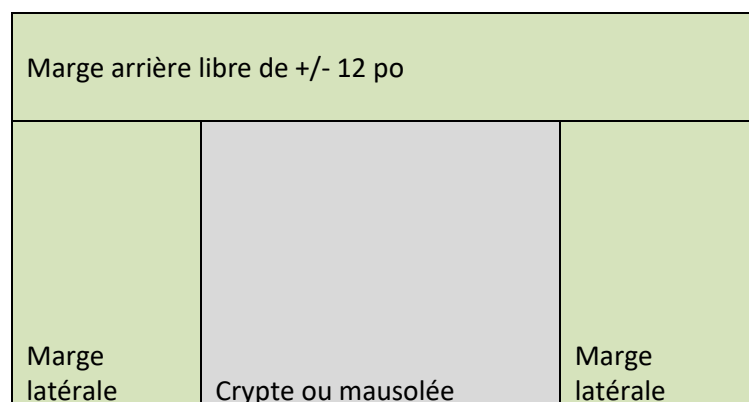 Marge arrière libre de +/- 12 po
Marge
latérale
Crypte ou mausolée
Marge
latérale